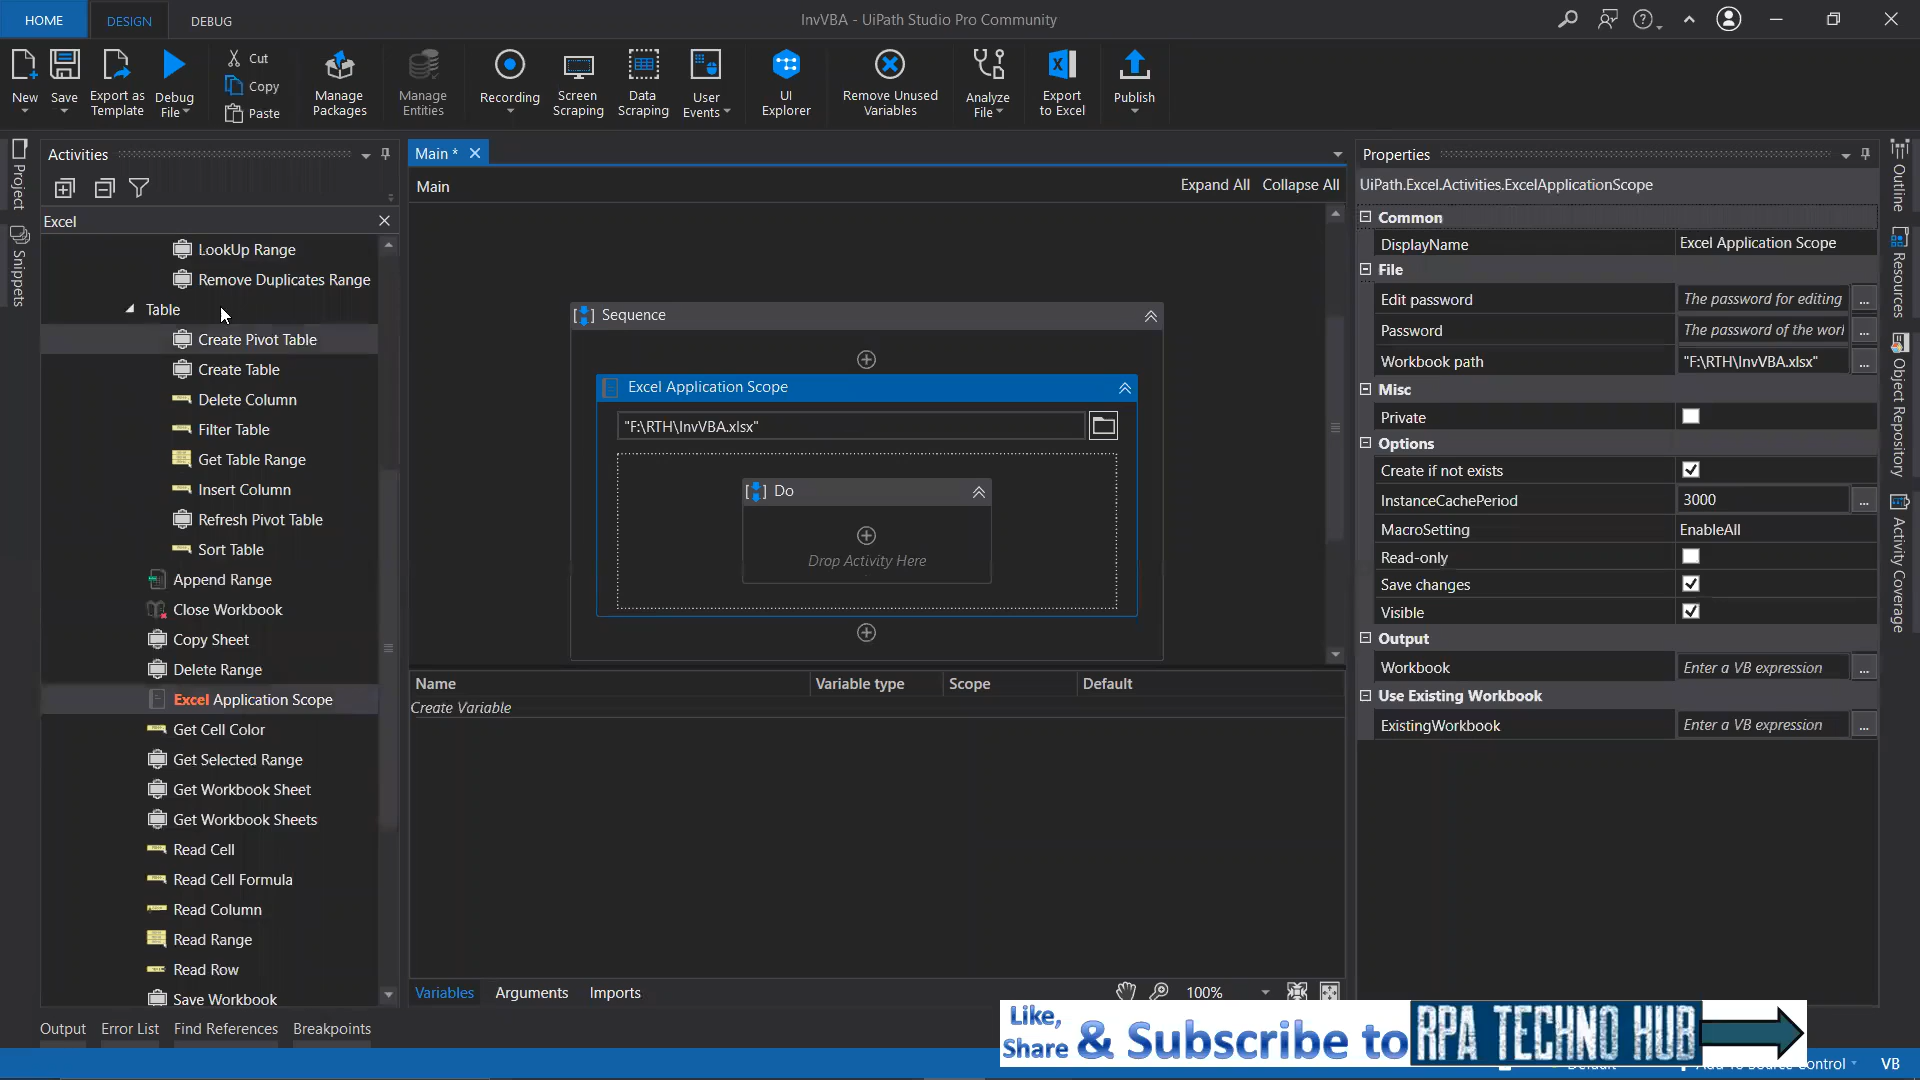 HOME DESIGN DEBUG
InvVBA - UiPath Studio Pro Community
New
Save
Export as Template
Debug File
Cut
Copy
Paste
Manage Packages
Manage Entities
Recording
Screen Scraping
Data Scraping
User Events
UI Explorer
Remove Unused Variables
Analyze File
Export to Excel
Publish
Project
Snippets
Activities
Excel
LookUp Range
Remove Duplicates Range
Table
Create Pivot Table
Create Table
Delete Column
Filter Table
Get Table Range
Insert Column
Refresh Pivot Table
Sort Table
Append Range
Close Workbook
Copy Sheet
Delete Range
Excel Application Scope
Get Cell Color
Get Selected Range
Get Workbook Sheet
Get Workbook Sheets
Read Cell
Read Cell Formula
Read Column
Read Range
Read Row
Save Workbook
Main *
Main
Expand All Collapse All
Sequence
Excel Application Scope
"F:\RTH\InvVBA.xlsx"
Do
Drop Activity Here
Name Variable type Scope Default
Create Variable
Variables Arguments Imports
100%
Properties
UiPath.Excel.Activities.ExcelApplicationScope
Common
DisplayName Excel Application Scope
File
Edit password The password for editing ...
Password The password of the worl ...
Workbook path "F:\RTH\InvVBA.xlsx" ...
Misc
Private
Options
Create if not exists
InstanceCachePeriod 3000 ...
MacroSetting EnableAll
Read-only
Save changes
Visible
Output
Workbook Enter a VB expression ...
Use Existing Workbook
ExistingWorkbook Enter a VB expression ...
Outline
Resources
Object Repository
Activity Coverage
Output Error List Find References Breakpoints
Like,
Share & Subscribe to RPA TECHNO HUB
VB